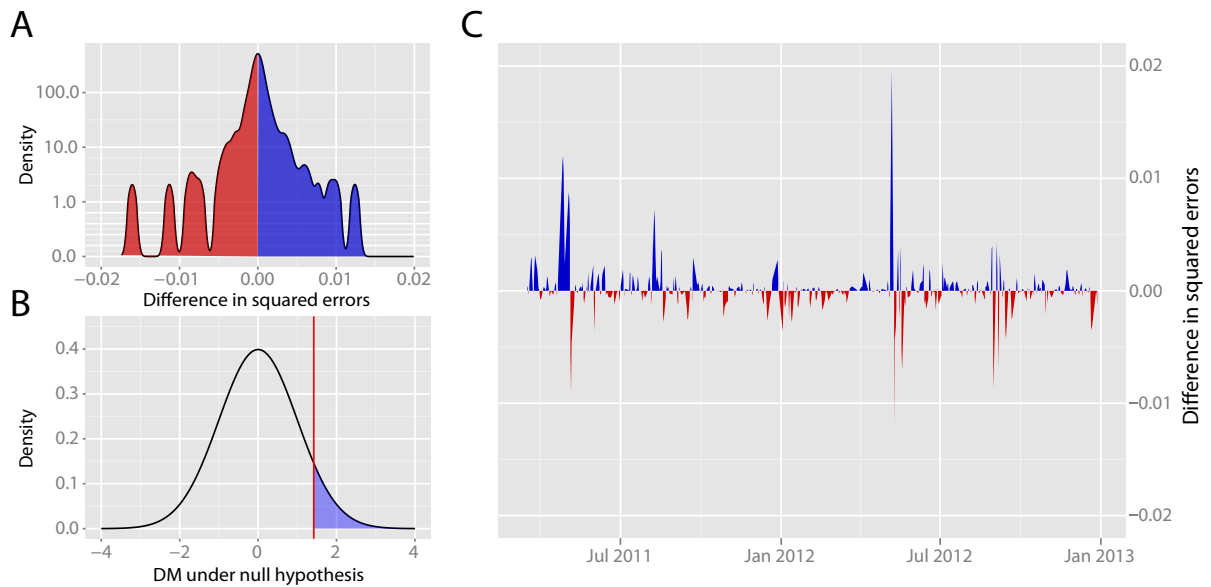 A
Density
100.0
10.0
1.0
0.0
−0.02
−0.01
0.00
0.01
0.02
Difference in squared errors
B
Density
0.4
0.3
0.2
0.1
0.0
−4
−2
0
2
4
DM under null hypothesis
C
0.02
0.01
0.00
−0.01
−0.02
Difference in squared errors
Jul 2011
Jan 2012
Jul 2012
Jan 2013